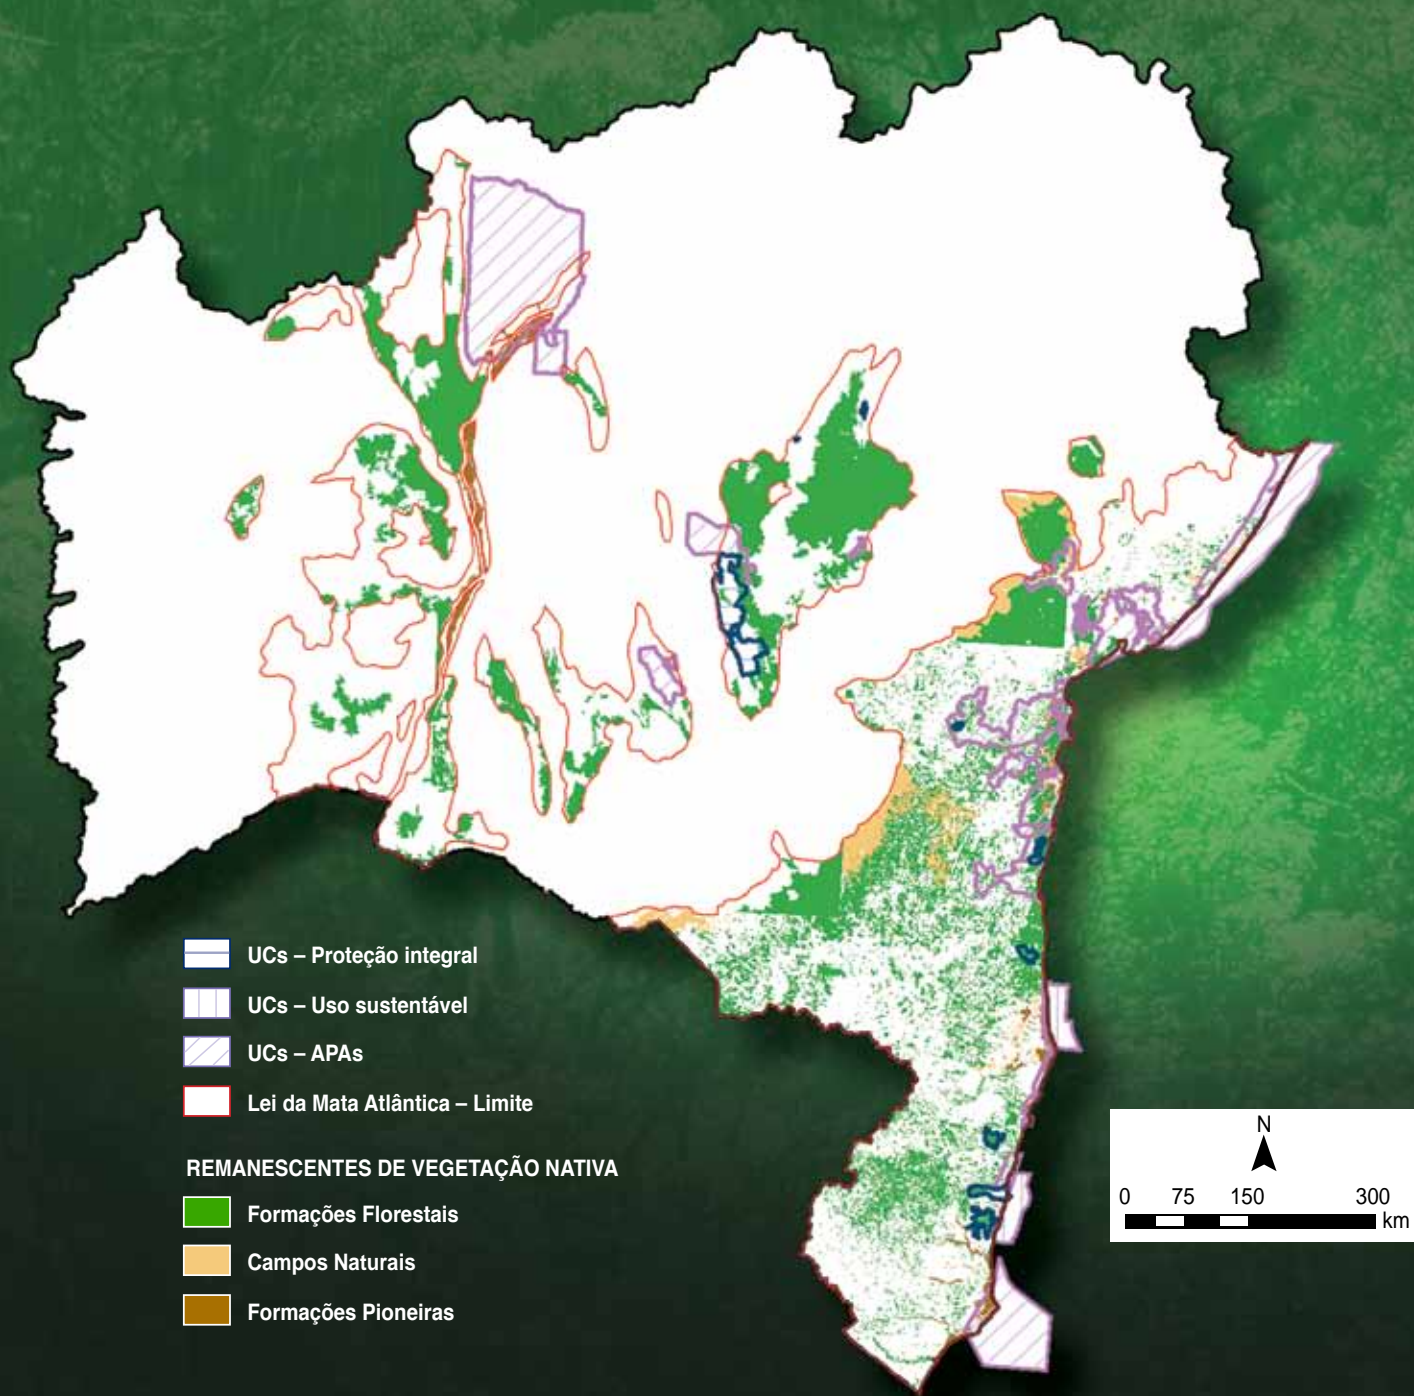 UCs – Proteção integral
UCs – Uso sustentável
UCs – APAs
Lei da Mata Atlântica – Limite
REMANESCENTES DE VEGETAÇÃO NATIVA
Formações Florestais
Campos Naturais
Formações Pioneiras
N
0 75 150 300
km